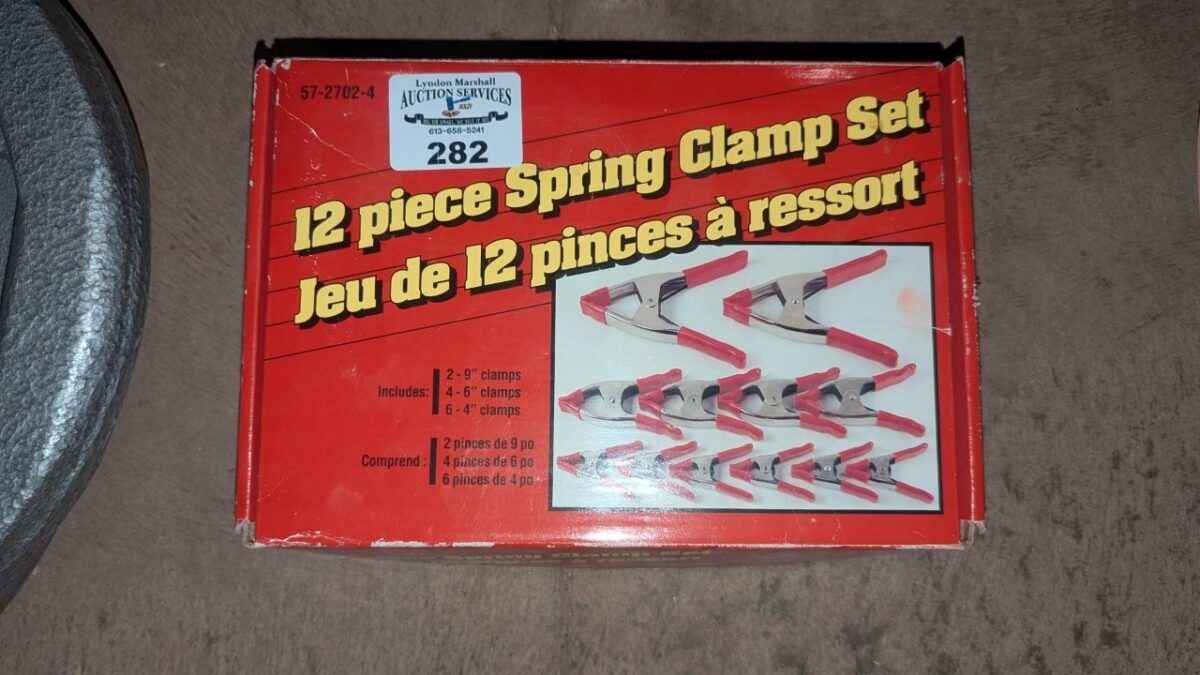 57-2702-4
Lyndon Marshall
AUCTION SERVICES
613-658-5241
282
12 piece Spring Clamp Set
Jeu de 12 pinces à ressort
Includes:
2 - 9" clamps
4 - 6" clamps
6 - 4" clamps
Comprend :
2 pinces de 9 po
4 pinces de 6 po
6 pinces de 4 po